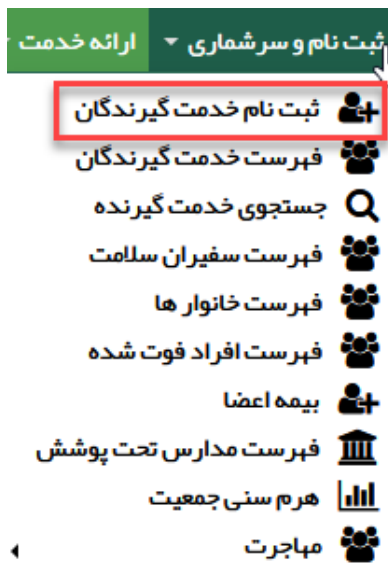 ثبت نام و سرشماری ارائه خدمت
ثبت نام خدمت گیرندگان
فهرست خدمت گیرندگان
جستجوی خدمت گیرنده
فهرست سفیران سلامت
فهرست خانوار ها
فهرست افراد فوت شده
بیمه اعضا
فهرست مدارس تحت پوشش
هرم سنی جمعیت
مهاجرت